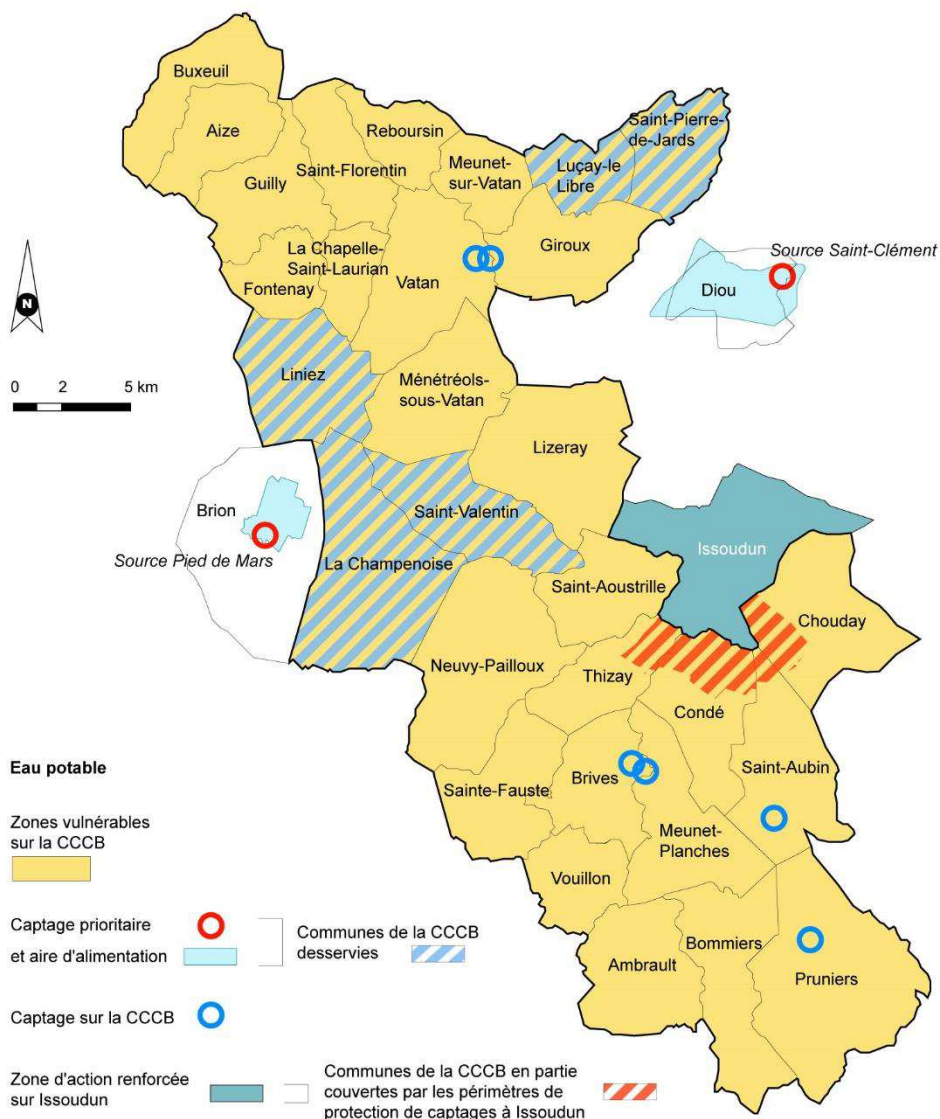 Buxeuil
Aize
Reboursin
Saint-Pierre-
de-Jards
Guilly
Saint-Florentin
Meunet-
sur-Vatan
Luçay-le
Libre
La Chapelle-
Saint-Laurian
Fontenay
Vatan
Giroux
Source Saint-Clément
Diou
N
0 2 5 km
Liniez
Ménétréols-
sous-Vatan
Lizeray
Brion
Source Pied de Mars
Saint-Valentin
La Champenoise
Issoudun
Saint-Aoustrille
Chouday
Neuvy-Pailloux
Thizay
Condé
Sainte-Fauste
Brives
Saint-Aubin
Meunet-
Planches
Vouillon
Bommiers
Ambrault
Pruniers
Eau potable
Zones vulnérables
sur la CCCB
Captage prioritaire
et aire d'alimentation
Communes de la CCCB
desservies
Captage sur la CCCB
Zone d'action renforcée
sur Issoudun
Communes de la CCCB en partie
couvertes par les périmètres de
protection de captages à Issoudun